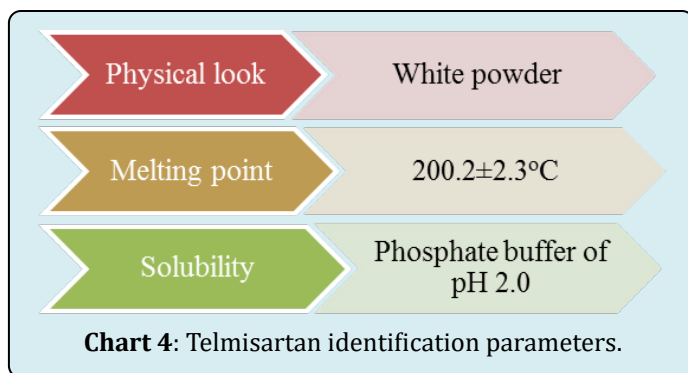 Physical look
White powder
Melting point
200.2±2.3°C
Solubility
Phosphate buffer of
pH 2.0
Chart 4: Telmisartan identification parameters.